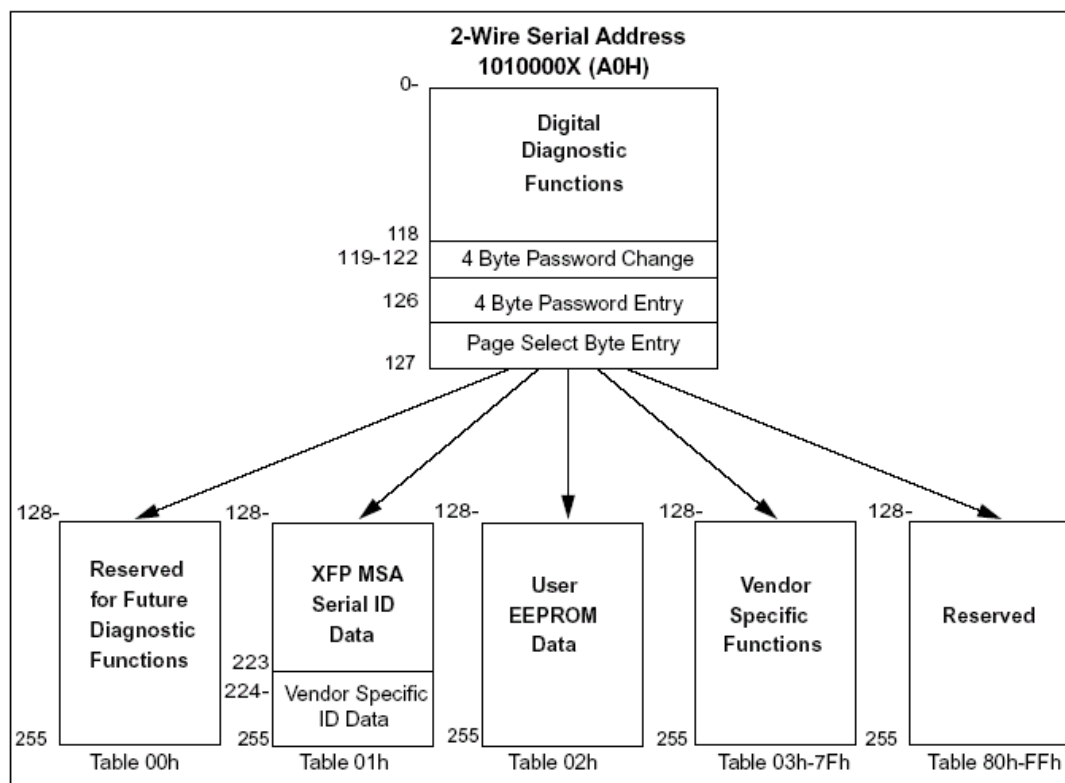 2-Wire Serial Address
1010000X (A0H)
0-
Digital
Diagnostic
Functions
118
119-122
4 Byte Password Change
126
4 Byte Password Entry
Page Select Byte Entry
127
128-
Reserved
for Future
Diagnostic
Functions
255
Table 00h
128-
XFP MSA
Serial ID
Data
223
224-
Vendor Specific
ID Data
255
Table 01h
128-
User
EEPROM
Data
255
Table 02h
128-
Vendor
Specific
Functions
255
Table 03h-7Fh
128-
Reserved
255
Table 80h-FFh